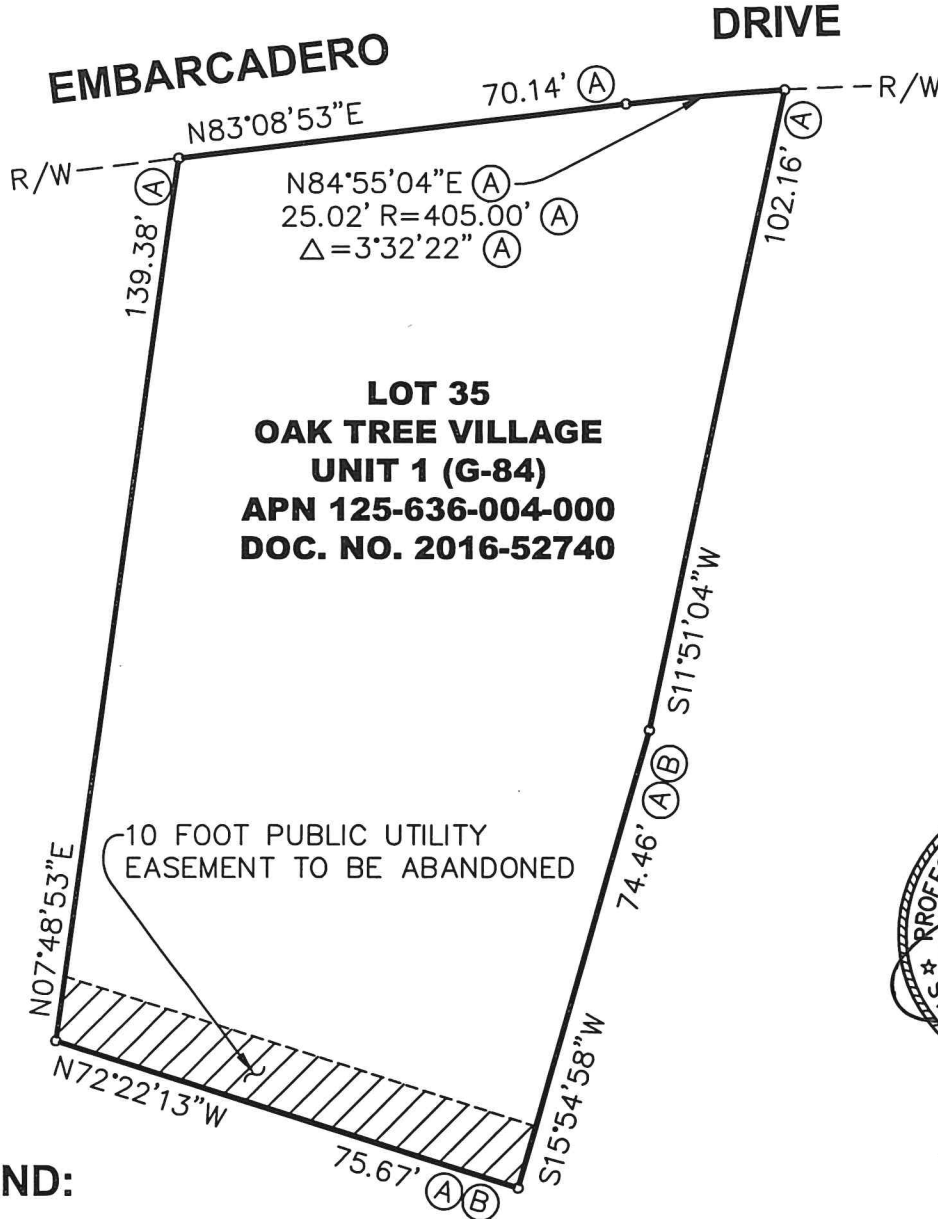 DRIVE
EMBARCADERO
70.14' Ⓐ
R/W
N83°08'53"E
R/W
N84°55'04"E Ⓐ
25.02' R=405.00' Ⓐ
△=3°32'22" Ⓐ
139.38' Ⓐ
102.16' Ⓐ
LOT 35
OAK TREE VILLAGE
UNIT 1 (G-84)
APN 125-636-004-000
DOC. NO. 2016-52740
S11°51'04"W
74.46' ⒶⒷ
10 FOOT PUBLIC UTILITY
EASEMENT TO BE ABANDONED
N07°48'53"E
S15°54'58"W
N72°22'13"W
75.67' ⒶⒷ
ND: